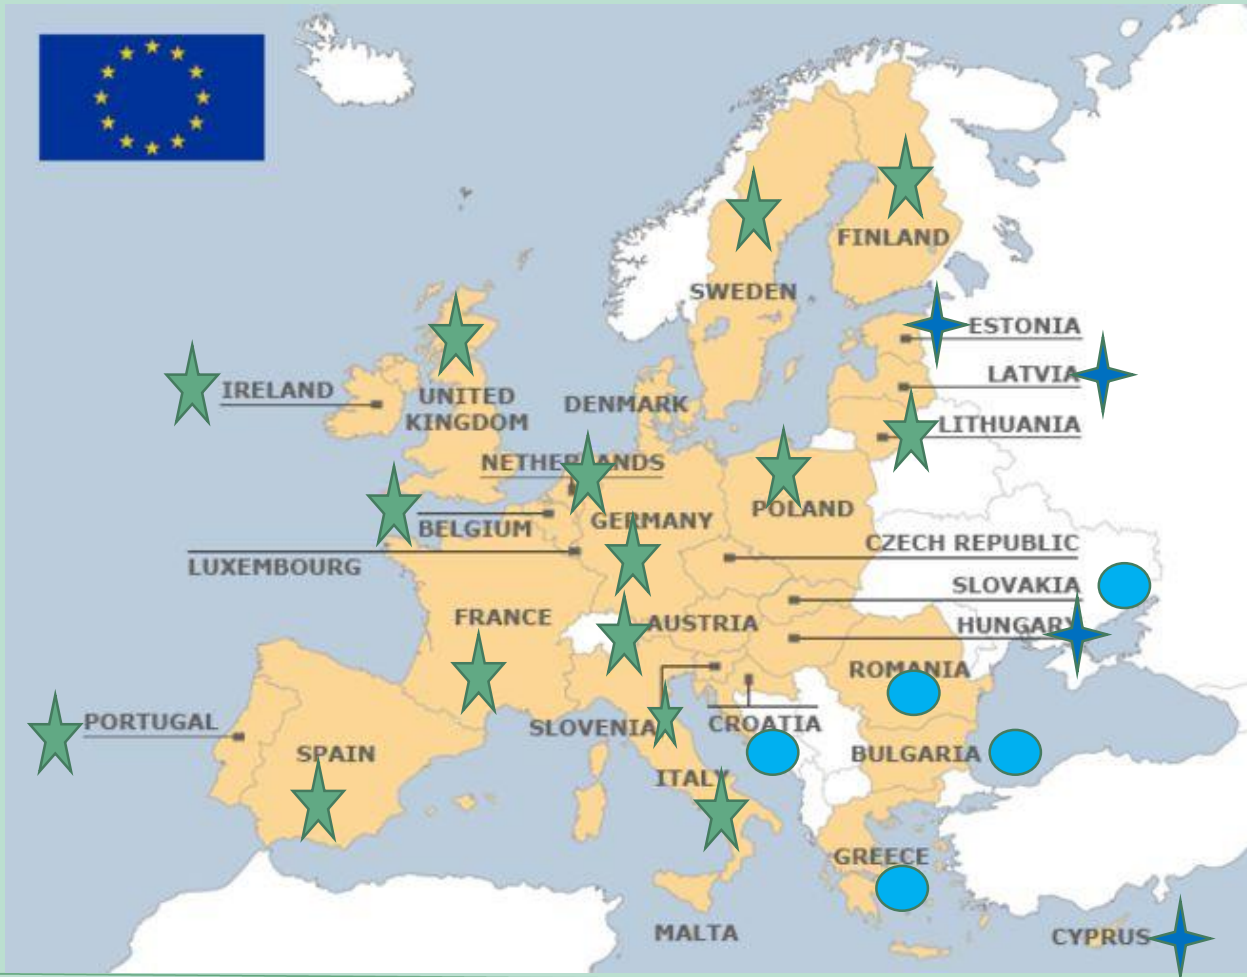 FINLAND
SWEDEN
ESTONIA
LATVIA
LITHUANIA
IRELAND
UNITED
KINGDOM
DENMARK
NETHERLANDS
BELGIUM
GERMANY
POLAND
LUXEMBOURG
CZECH REPUBLIC
SLOVAKIA
FRANCE
AUSTRIA
HUNGARY
ROMANIA
PORTUGAL
SLOVENIA
CROATIA
SPAIN
ITALY
BULGARIA
GREECE
MALTA
CYPRUS